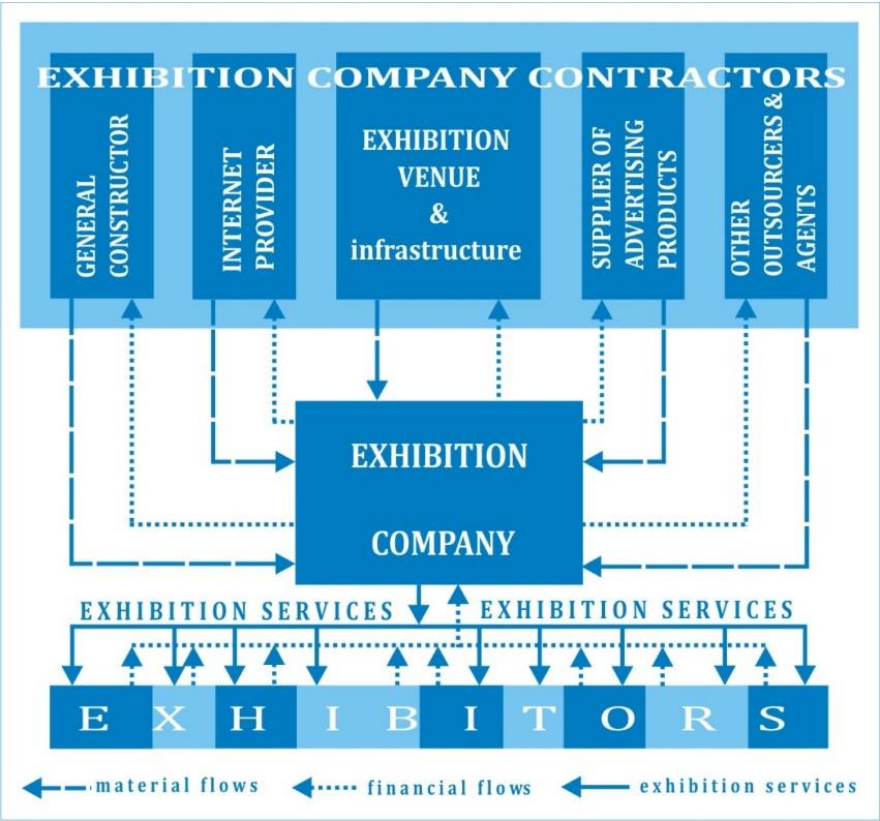 EXHIBITION COMPANY CONTRACTORS
GENERAL
CONSTRUCTOR
INTERNET
PROVIDER
EXHIBITION
VENUE
&
infrastructure
SUPPLIER OF
ADVERTISING
PRODUCTS
OTHER
OUTSOURCERS &
AGENTS
EXHIBITION
COMPANY
EXHIBITION SERVICES
EXHIBITION SERVICES
EXHIBITORS
material flows
financial flows
exhibition services